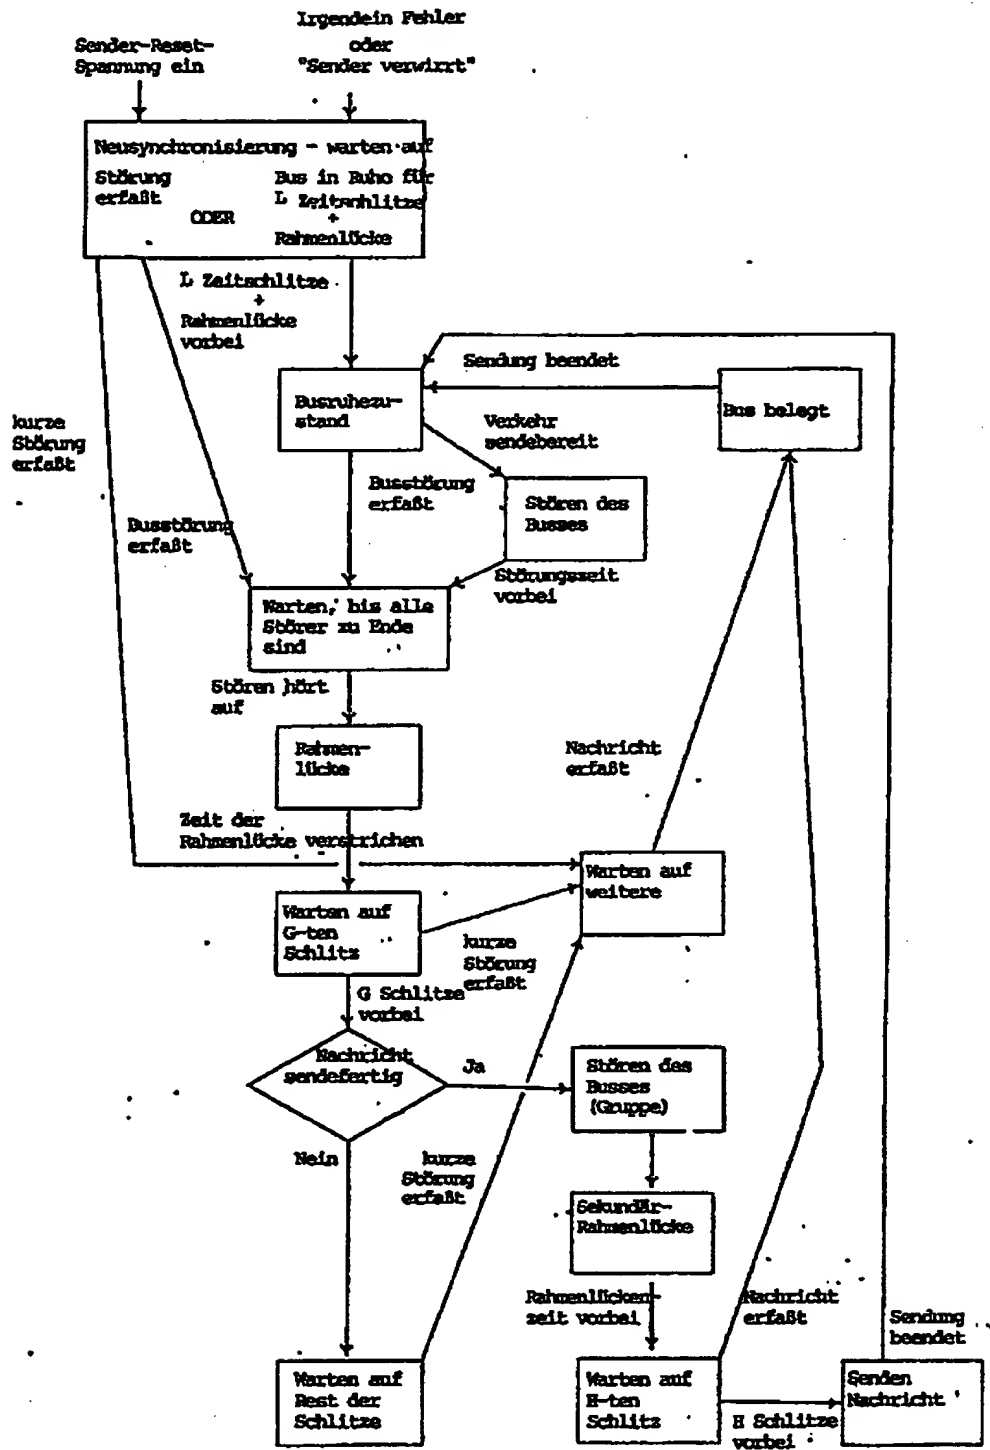 Irgendein Fehler
oder
"Sender verwirrt"
Sender-Reset-
Spannung ein
Neusynchronisierung - warten auf
Störung
erfaßt
ODER
Bus in Ruho für
L Zeitschlitze
+
Rahmenlücke
L Zeitschlitze
+
Rahmenlücke
vorbei
Sendung beendet
Busruhezu-
stand
Bus belegt
kurze
Störung
erfaßt
Verkehr
sendebereit
Busstörung
erfaßt
Stören des
Busses
Busstörung
erfaßt
Störungszeit
vorbei
Warten, bis alle
Störer zu Ende
sind
Stören hört
auf
Rahmen-
lücke
Nachricht
erfaßt
Zeit der
Rahmenlücke verstrichen
Warten auf
weitere
Warten auf
G-ten
Schlitz
kurze
Störung
erfaßt
G Schlitze
vorbei
Nachricht
sendefertig
Ja
Stören des
Busses
(Gruppe)
Nein
kurze
Störung
erfaßt
Sekundär-
Rahmenlücke
Rahmenlücken-
zeit vorbei
Nachricht
erfaßt
Sendung
beendet
Warten auf
Rest der
Schlitze
Warten auf
H-ten
Schlitz
H Schlitze
vorbei
Senden
Nachricht